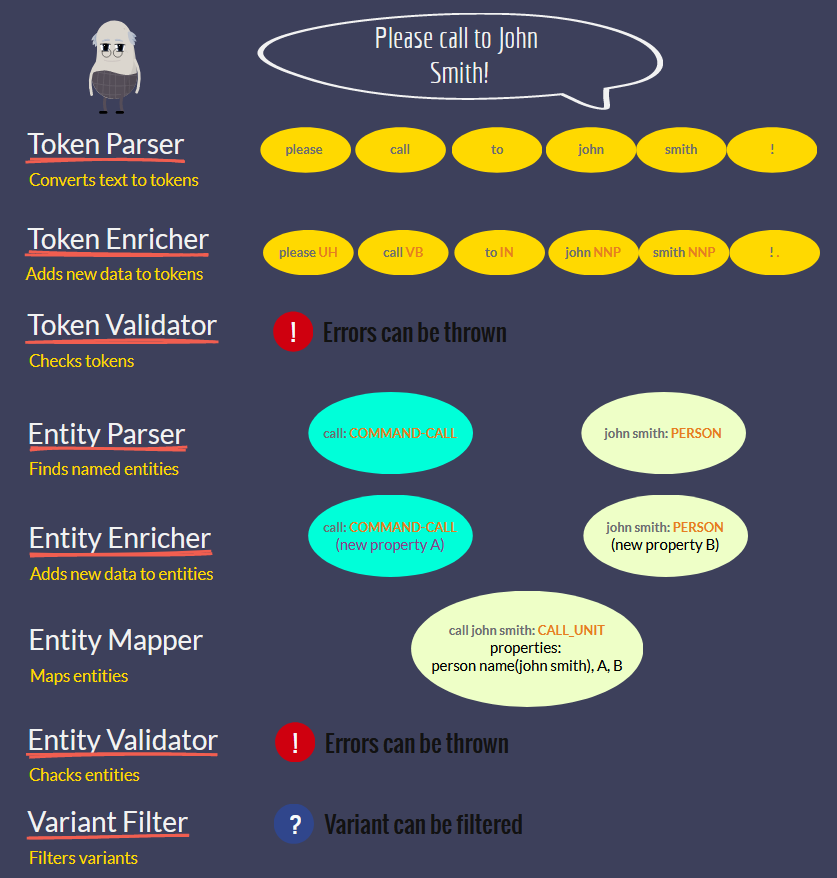 Please call to John
Smith!
Token Parser
Converts text to tokens
please call to john smith !
Token Enricher
Adds new data to tokens
please UH call VB to IN john NNP smith NNP ! .
Token Validator
Checks tokens
! Errors can be thrown
Entity Parser
Finds named entities
call: COMMAND-CALL
john smith: PERSON
Entity Enricher
Adds new data to entities
call: COMMAND-CALL
(new property A)
john smith: PERSON
(new property B)
Entity Mapper
Maps entities
call john smith: CALL_UNIT
properties:
person name(john smith), A, B
Entity Validator
Chacks entities
! Errors can be thrown
Variant Filter
Filters variants
? Variant can be filtered